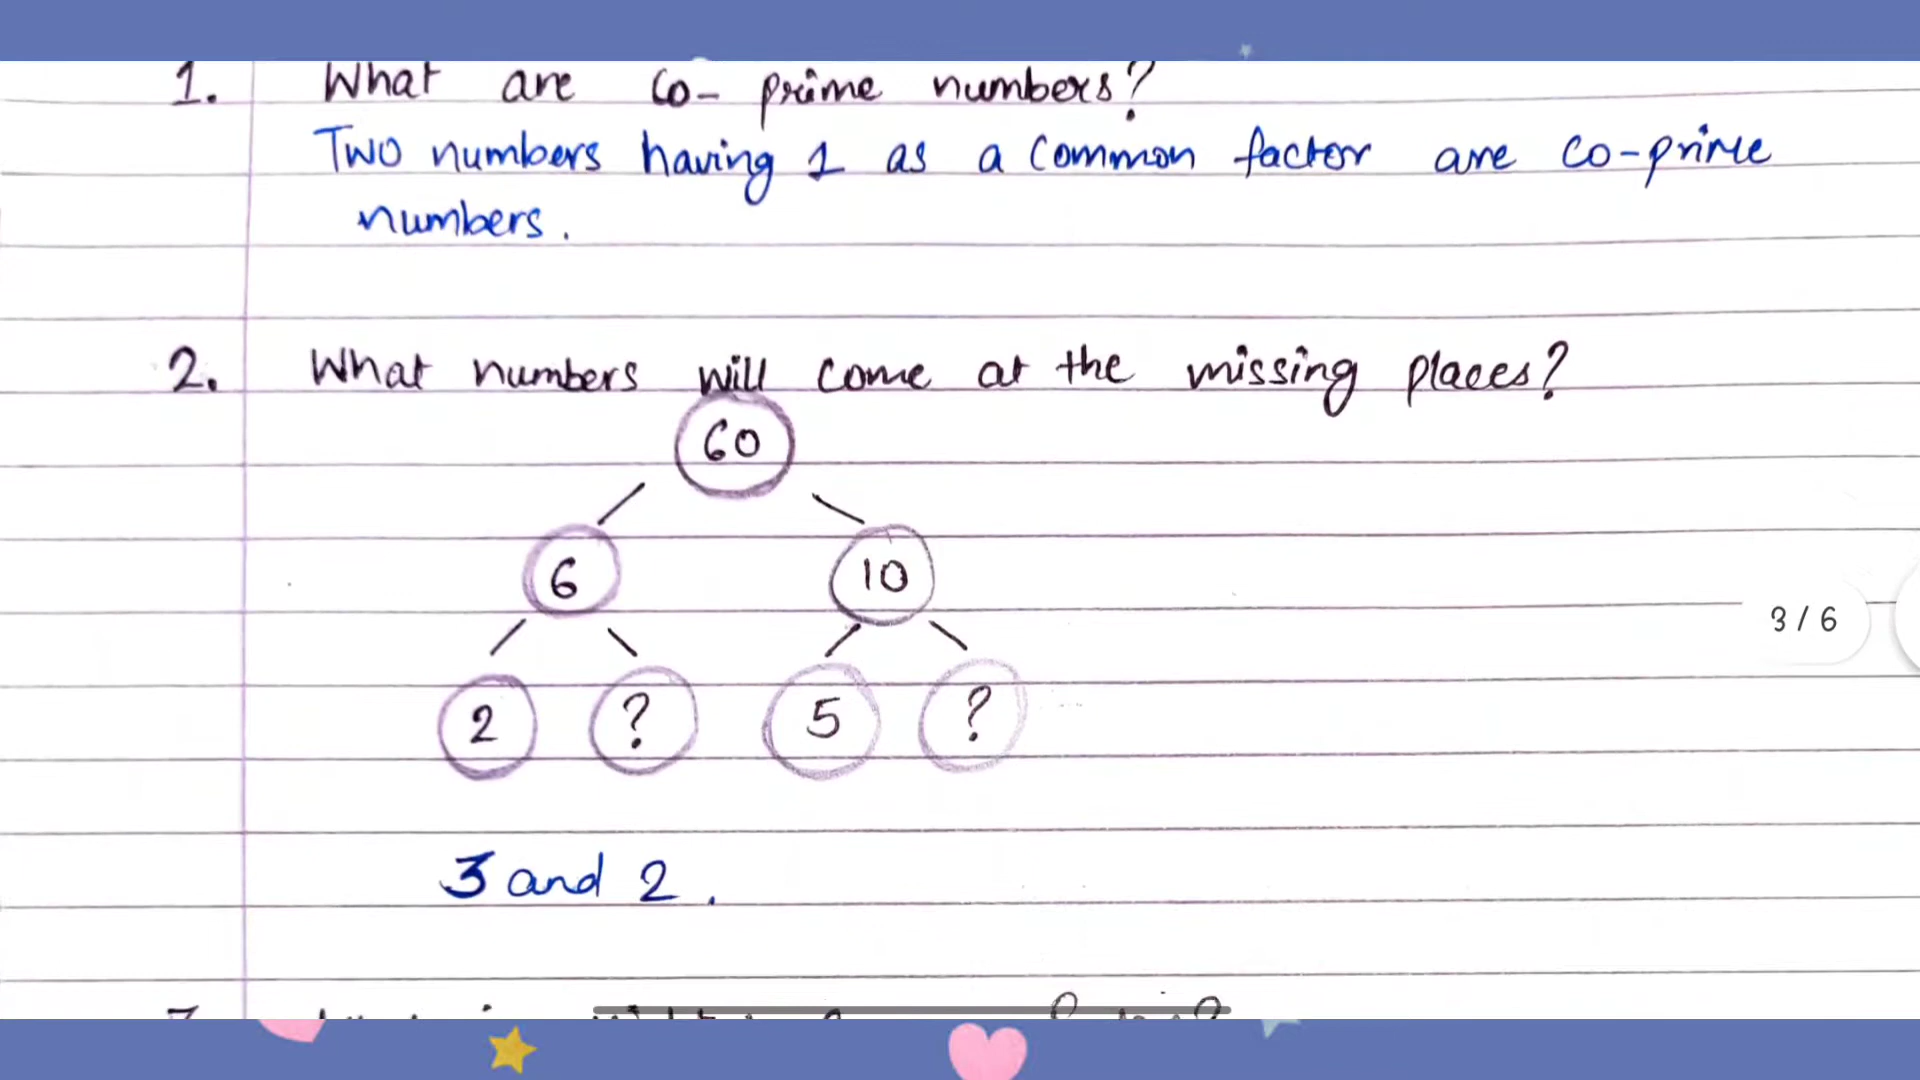 1. What are co-prime numbers?
Two numbers having 1 as a common factor are co-prime
numbers.
2. What numbers will come at the missing places?
60
6 10
3 / 6
2 ? 5 ?
3 and 2.